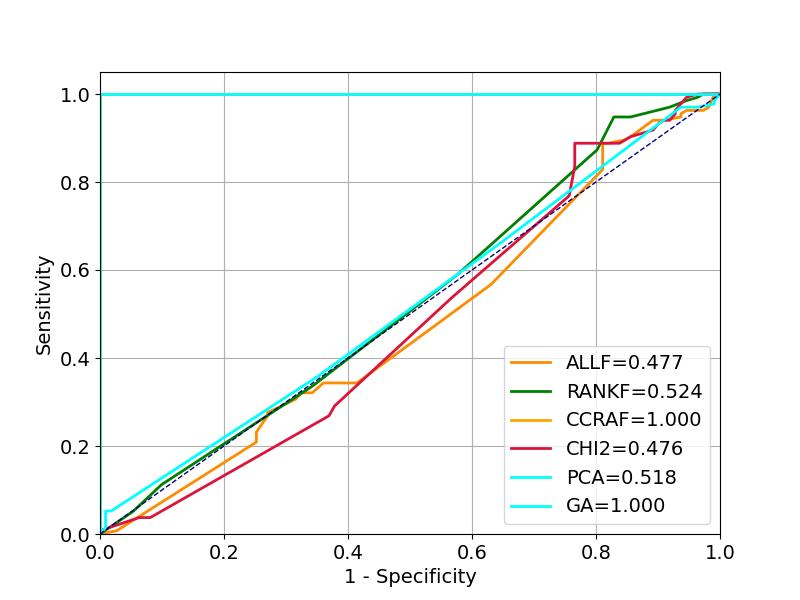 1.0
0.8
0.6
0.4
0.2
0.0
Sensitivity
ALLF=0.477
RANKF=0.524
CCRAF=1.000
CHI2=0.476
PCA=0.518
GA=1.000
0.0 0.2 0.4 0.6 0.8 1.0
1 - Specificity